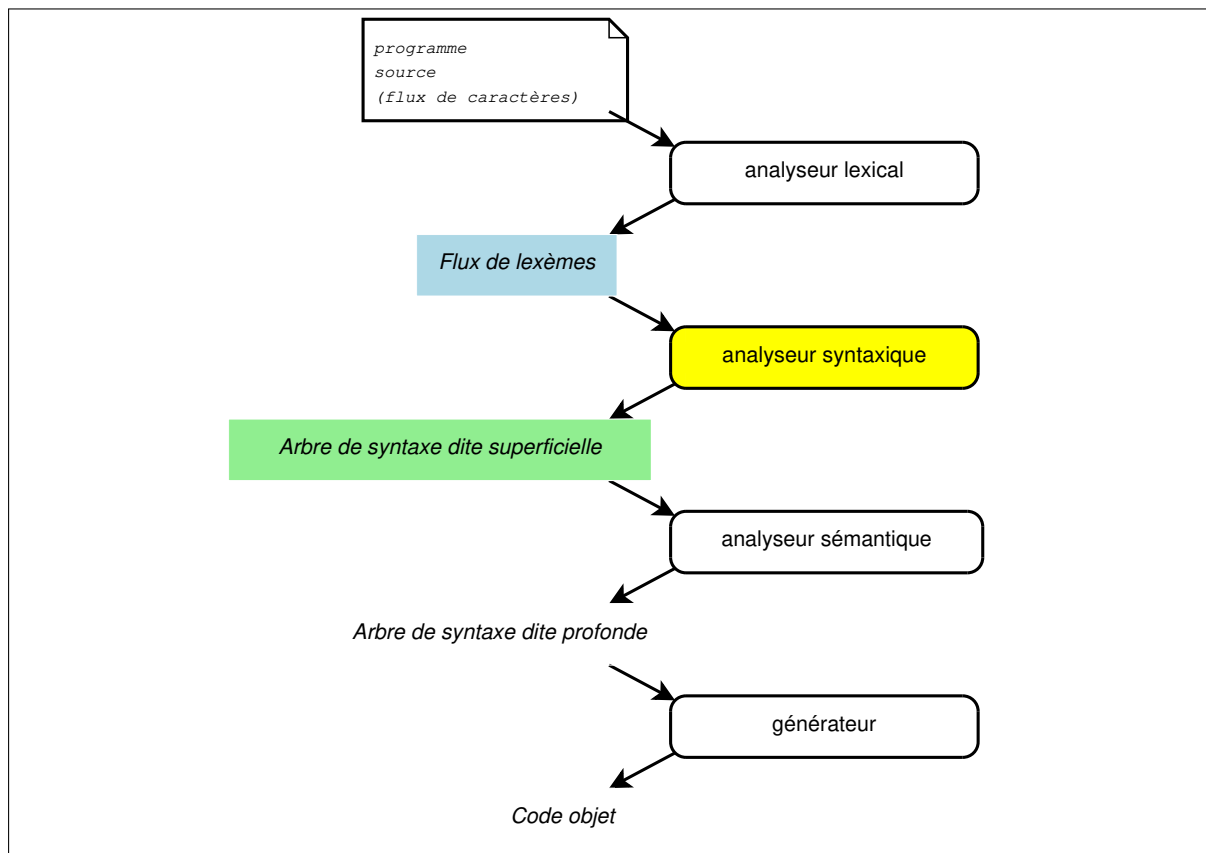 programme
source
(flux de caractères)
analyseur lexical
Flux de lexèmes
analyseur syntaxique
Arbre de syntaxe dite superficielle
analyseur sémantique
Arbre de syntaxe dite profonde
générateur
Code objet